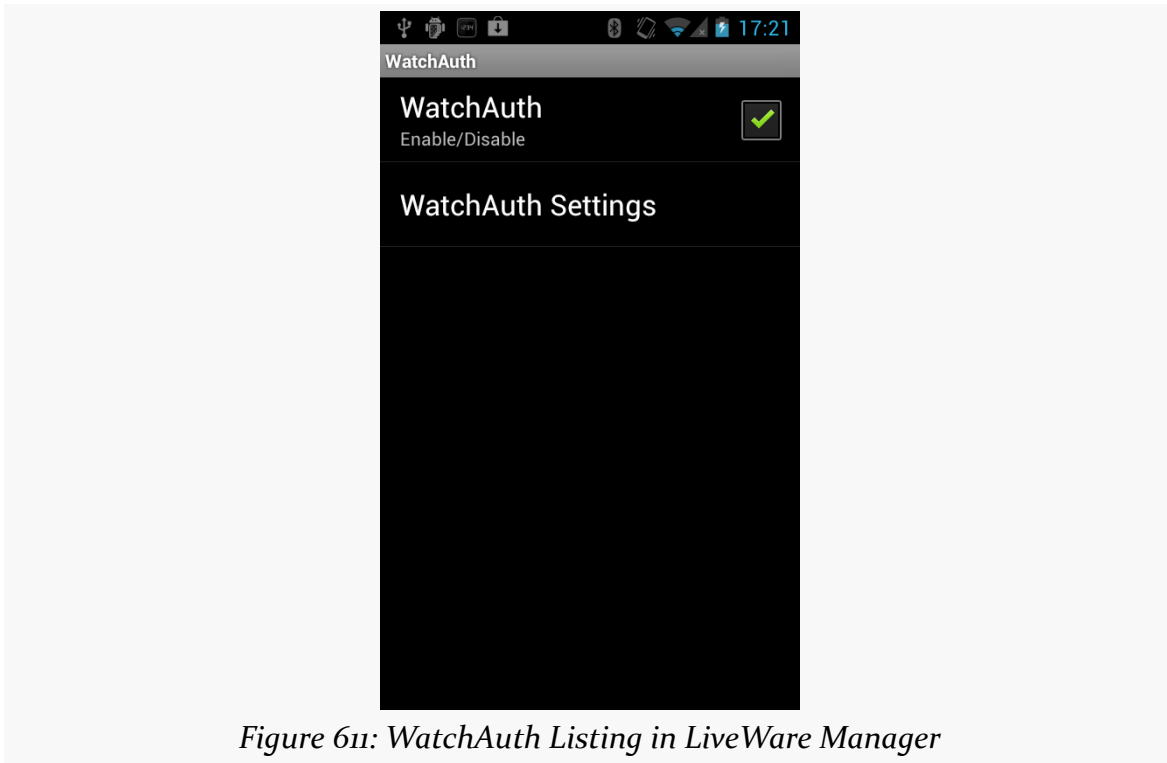 17:21
WatchAuth
WatchAuth
Enable/Disable
WatchAuth Settings
Figure 611: WatchAuth Listing in LiveWare Manager